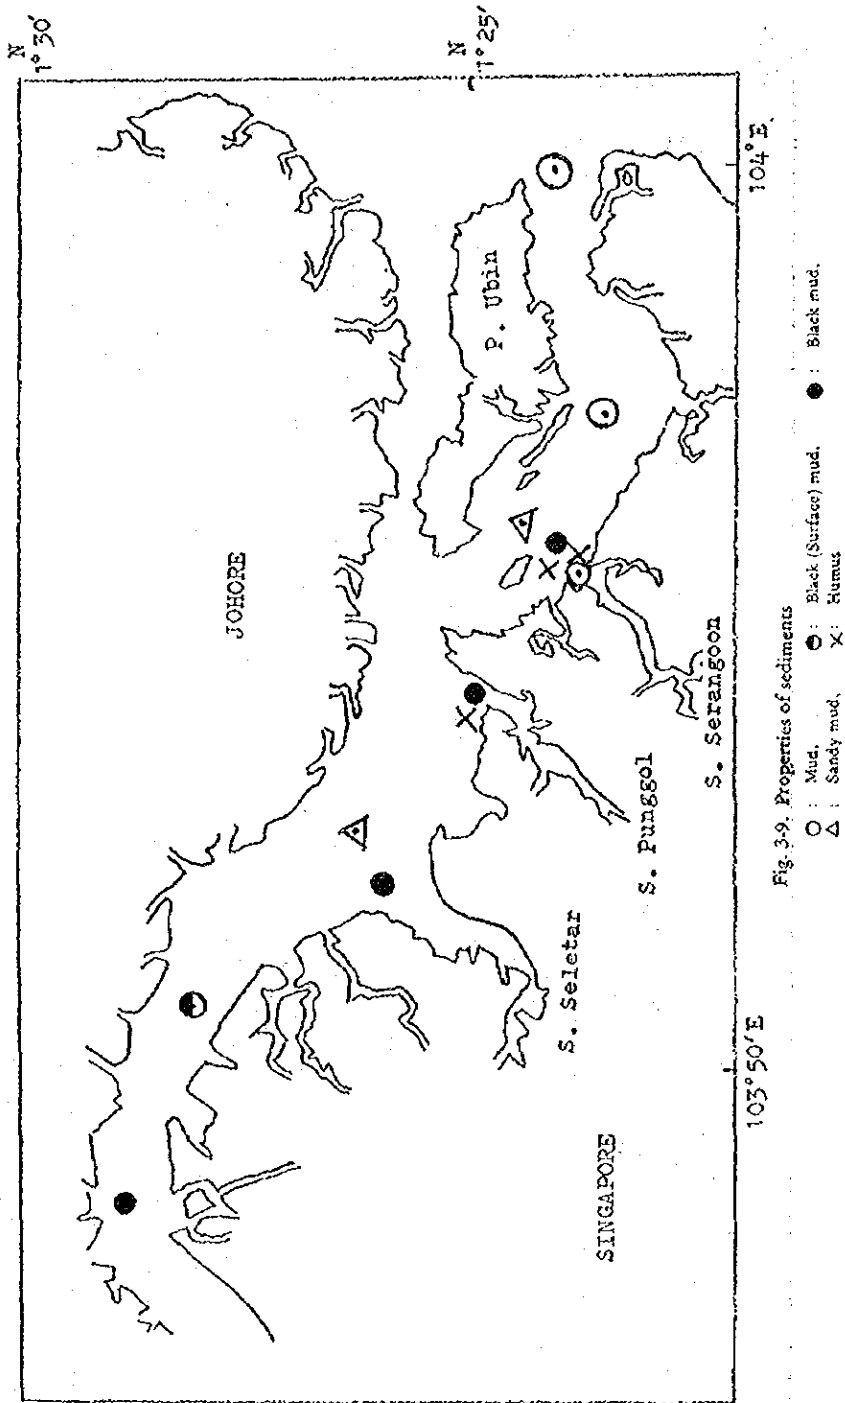 N
1° 30'
N
1° 25'
104° E.
103° 50' E
JOHORE
P. Ubin
S. Serangoon
S. Punggol
S. Seletar
SINGAPORE
Fig. 3-9. Properties of sediments
○ : Mud. ◓ : Black (Surface) mud. ● : Black mud.
△ : Sandy mud. × : Humus